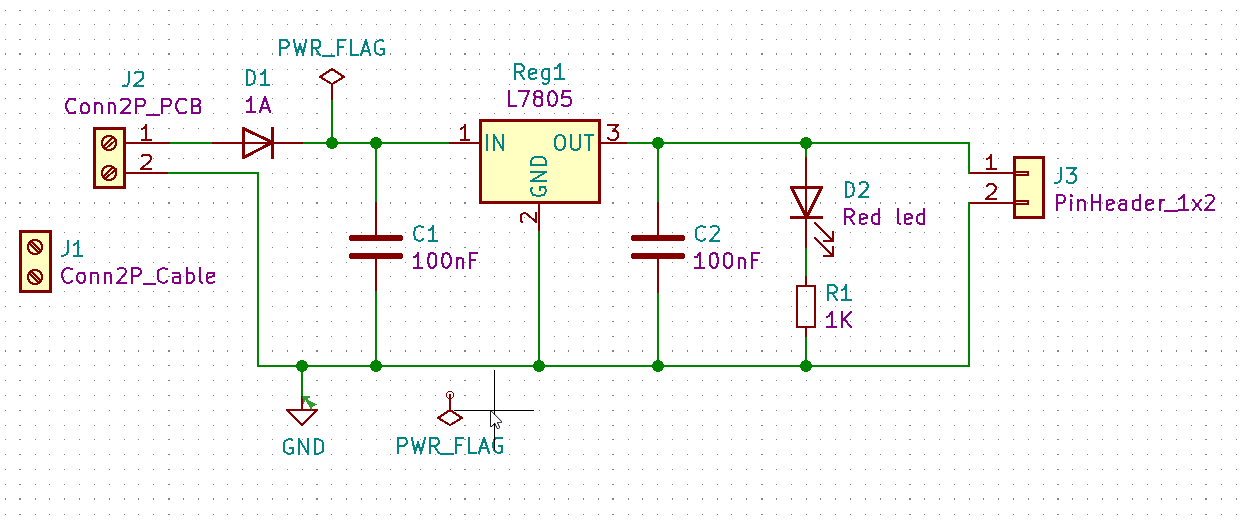 PWR_FLAG
J2
Conn2P_PCB
1
2
D1
1A
Reg1
L7805
1
IN
OUT
3
GND
2
J1
Conn2P_Cable
C1
100nF
C2
100nF
D2
Red led
R1
1K
1
2
J3
PinHeader_1x2
GND
PWR_FLAG